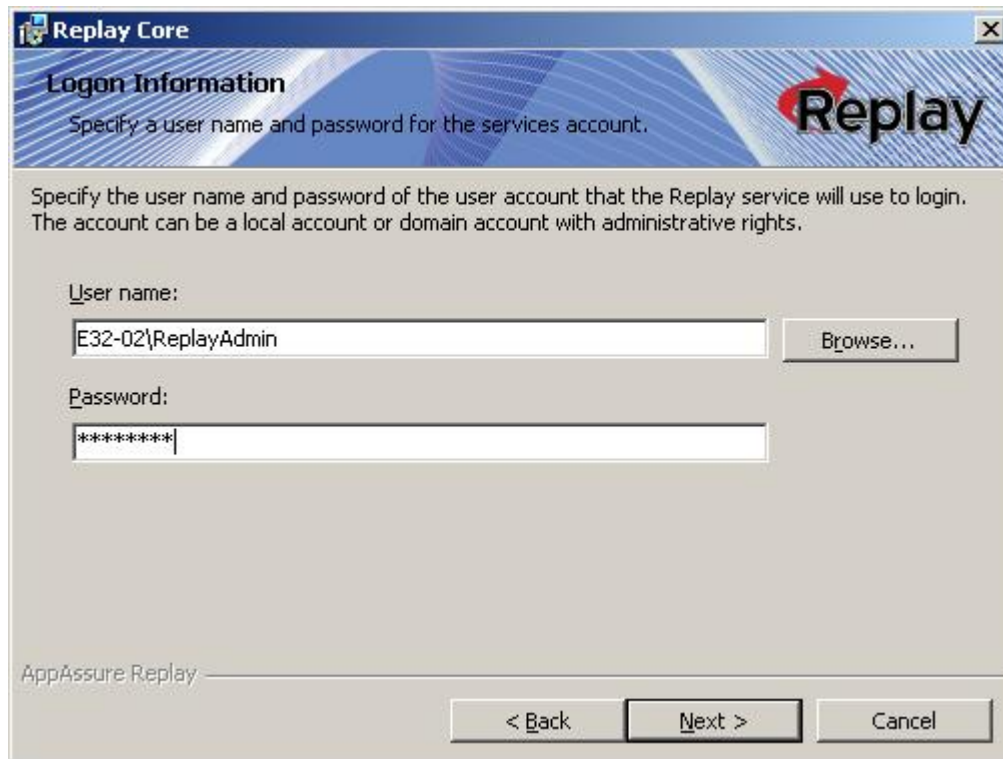 Replay Core
Logon Information
Specify a user name and password for the services account.
Replay
Specify the user name and password of the user account that the Replay service will use to login.
The account can be a local account or domain account with administrative rights.
User name:
E32-02\ReplayAdmin
Browse...
Password:
********
AppAssure Replay
< Back
Next >
Cancel